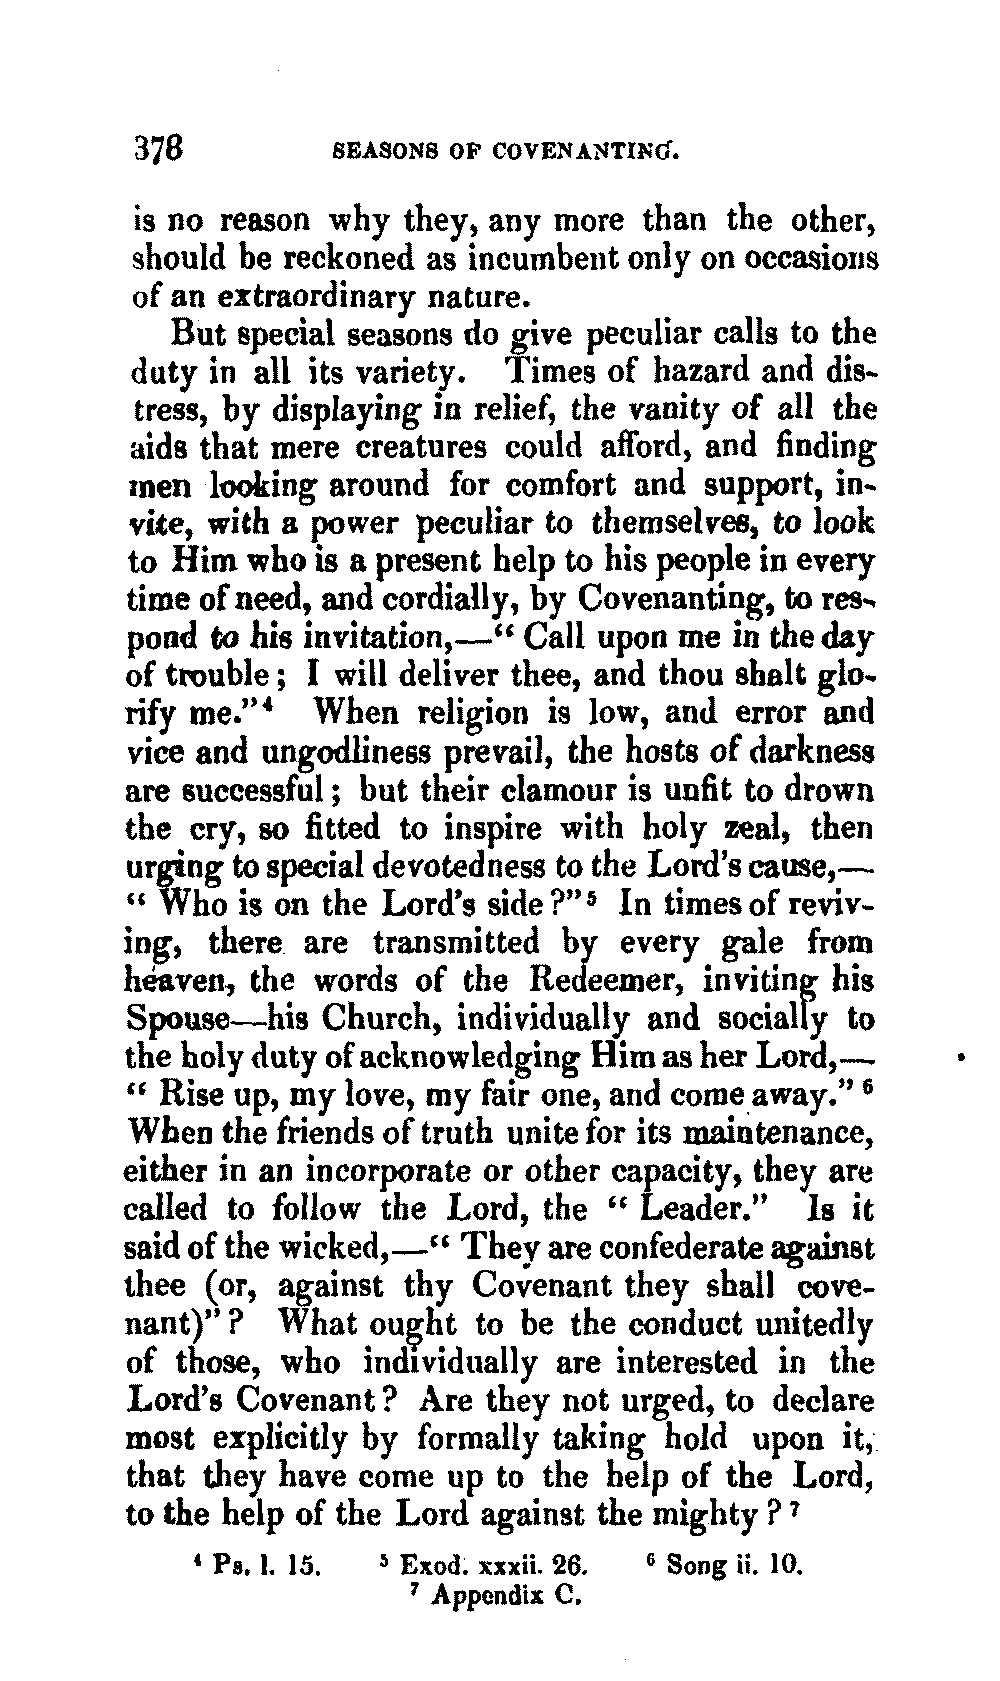 378 SEASONS OF COVENANTING.
is no reason why they, any more than the other,
should be reckoned as incumbent only on occasions
of an extraordinary nature.
But special seasons do give peculiar calls to the
duty in all its variety. Times of hazard and dis-
tress, by displaying in relief, the vanity of all the
aids that mere creatures could afford, and finding
men looking around for comfort and support, in-
vite, with a power peculiar to themselves, to look
to Him who is a present help to his people in every
time of need, and cordially, by Covenanting, to res-
pond to his invitation,—“ Call upon me in the day
of trouble; I will deliver thee, and thou shalt glo-
rify me.”⁴ When religion is low, and error and
vice and ungodliness prevail, the hosts of darkness
are successful; but their clamour is unfit to drown
the cry, so fitted to inspire with holy zeal, then
urging to special devotedness to the Lord's cause,—
“ Who is on the Lord's side?”⁵ In times of reviv-
ing, there are transmitted by every gale from
heaven, the words of the Redeemer, inviting his
Spouse—his Church, individually and socially to
the holy duty of acknowledging Him as her Lord,—
“ Rise up, my love, my fair one, and come away.”⁶
When the friends of truth unite for its maintenance,
either in an incorporate or other capacity, they are
called to follow the Lord, the “ Leader.” Is it
said of the wicked,—“ They are confederate against
thee (or, against thy Covenant they shall cove-
nant)”? What ought to be the conduct unitedly
of those, who individually are interested in the
Lord's Covenant? Are they not urged, to declare
most explicitly by formally taking hold upon it,
that they have come up to the help of the Lord,
to the help of the Lord against the mighty?⁷
⁴ Ps. l. 15. ⁵ Exod. xxxii. 26. ⁶ Song ii. 10.
⁷ Appendix C.